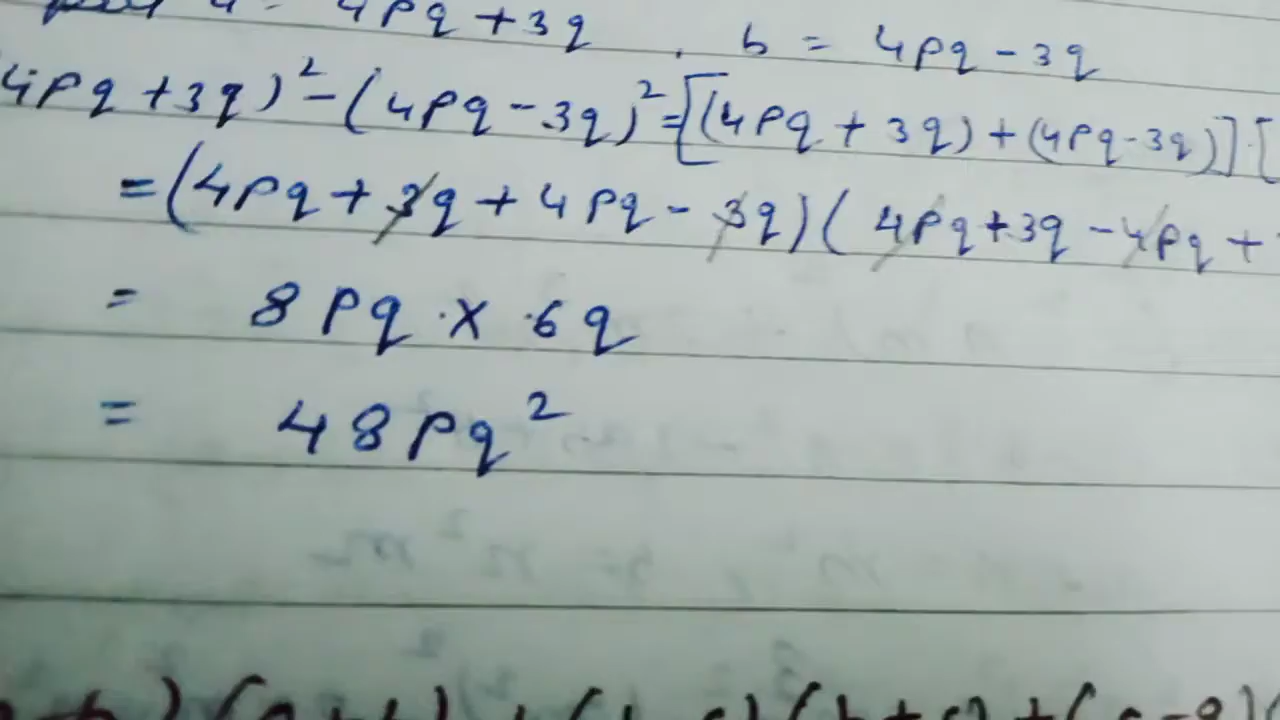 4pq + 3q , b = 4pq - 3q
4pq + 3q)² - (4pq - 3q)² = [(4pq + 3q) + (4pq - 3q)] [
= (4pq + 3q + 4pq - 3q) ( 4pq + 3q - 4pq +
= 8pq × 6q
= 48pq²